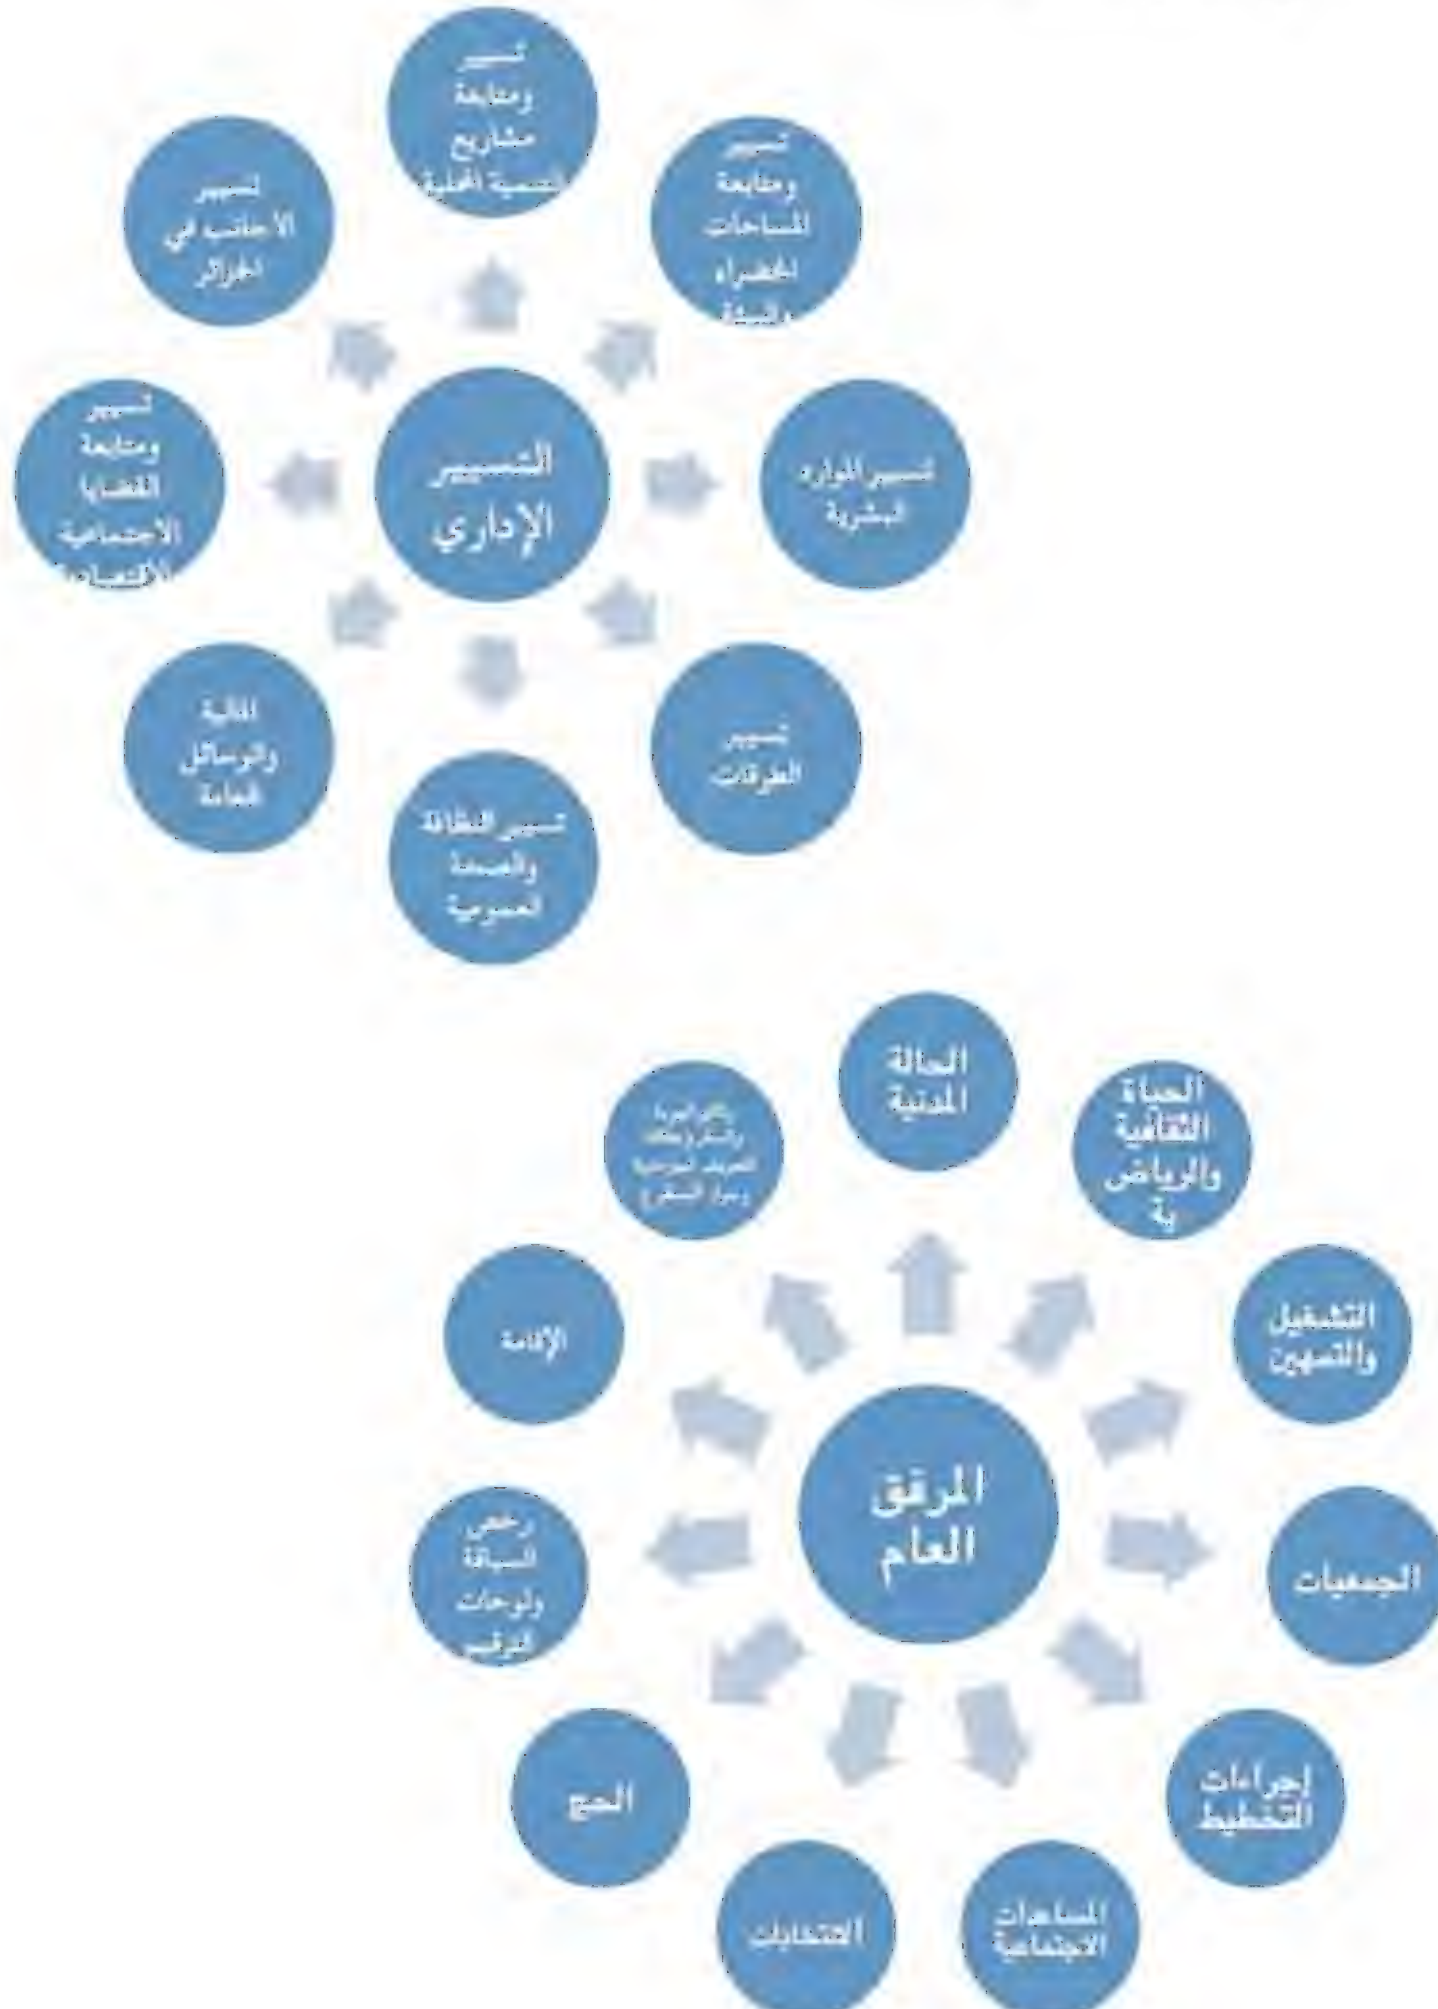 تسيير
ومتابعة
مشاريع
التنمية المحلية
تسيير
ومتابعة
المساحات
الخضراء
والبيئة
تسيير
الأجانب في
الجزائر
التسيير
الإداري
تسيير الموارد
البشرية
تسيير
ومتابعة
القضايا
الاجتماعية
تسيير
الطرقات
المالية
والوسائل
العامة
تسيير النظافة
والصحة
العمومية
الحالة
المدنية
الحياة
الثقافية
والرياض
ية
التشغيل
والتمهين
الإقامة
المرفق
العام
الجمعيات
رخص
السياقة
ولوحات
الترقيم
إجراءات
التخطيط
الحج
المساعدات
الاجتماعية